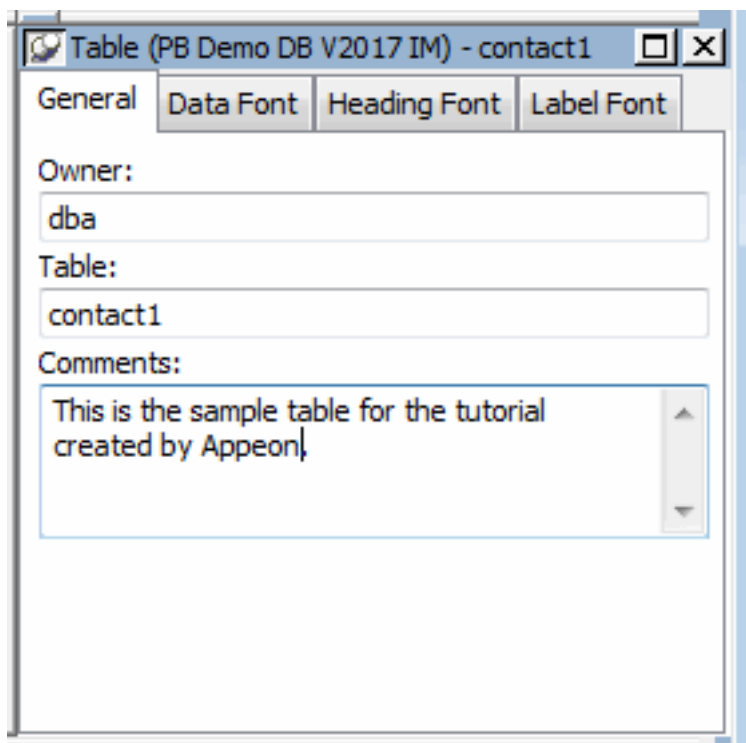 Table (PB Demo DB V2017 IM) - contact1
General Data Font Heading Font Label Font
Owner:
dba
Table:
contact1
Comments:
This is the sample table for the tutorial
created by Appeon.